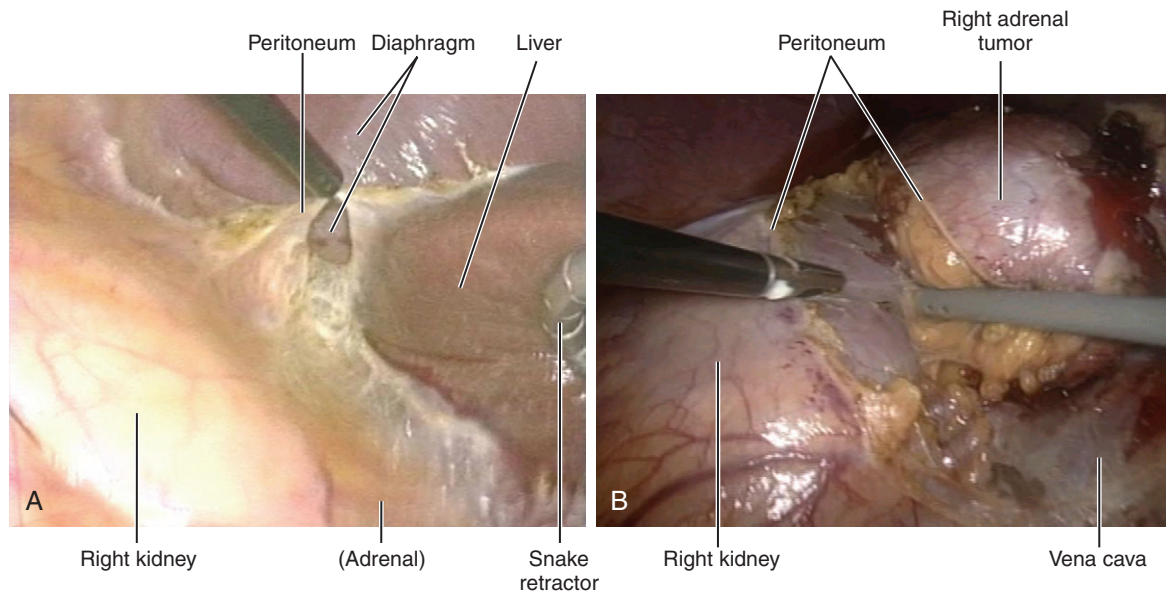 Right adrenal
tumor
Peritoneum
Diaphragm
Liver
Peritoneum
A
B
Right kidney
(Adrenal)
Snake
retractor
Right kidney
Vena cava